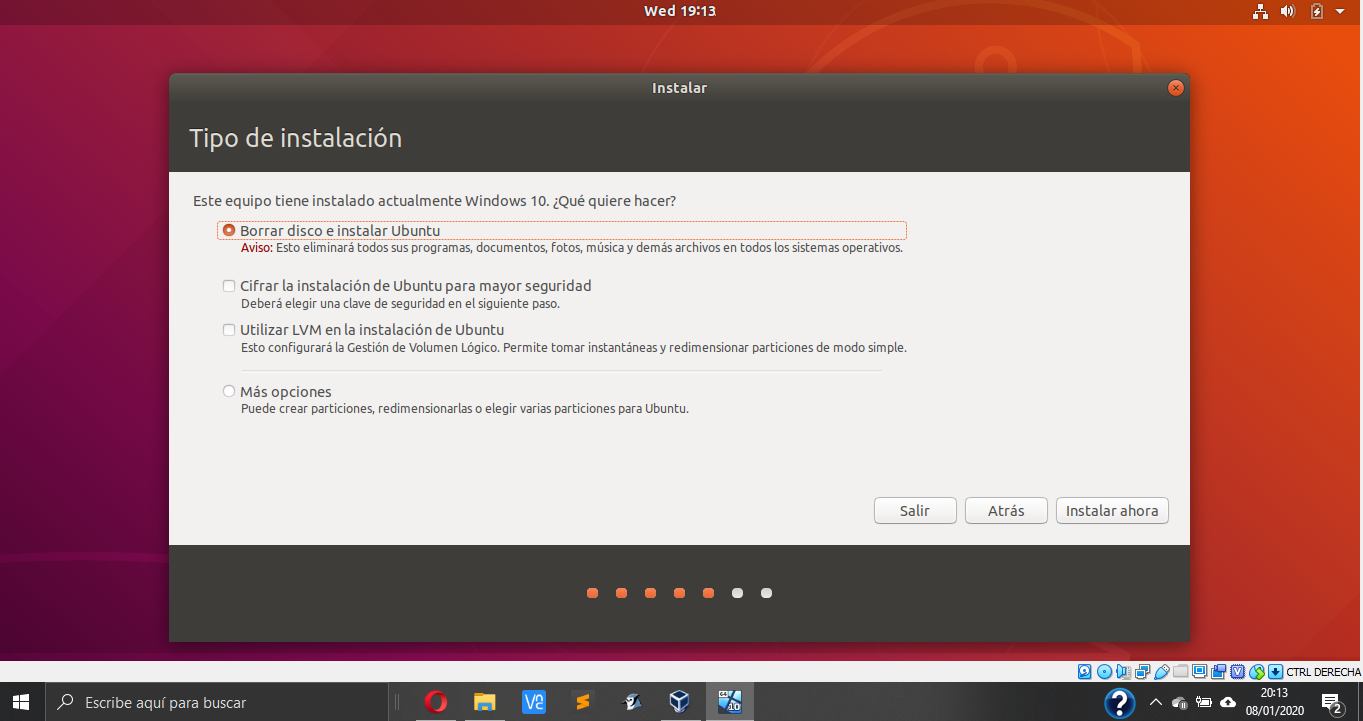 Wed 19:13
Instalar
Tipo de instalación
Este equipo tiene instalado actualmente Windows 10. ¿Qué quiere hacer?
Borrar disco e instalar Ubuntu
Aviso: Esto eliminará todos sus programas, documentos, fotos, música y demás archivos en todos los sistemas operativos.
Cifrar la instalación de Ubuntu para mayor seguridad
Deberá elegir una clave de seguridad en el siguiente paso.
Utilizar LVM en la instalación de Ubuntu
Esto configurará la Gestión de Volumen Lógico. Permite tomar instantáneas y redimensionar particiones de modo simple.
Más opciones
Puede crear particiones, redimensionarlas o elegir varias particiones para Ubuntu.
Salir Atrás Instalar ahora
CTRL DERECHA
Escribe aquí para buscar
20:13
08/01/2020
2